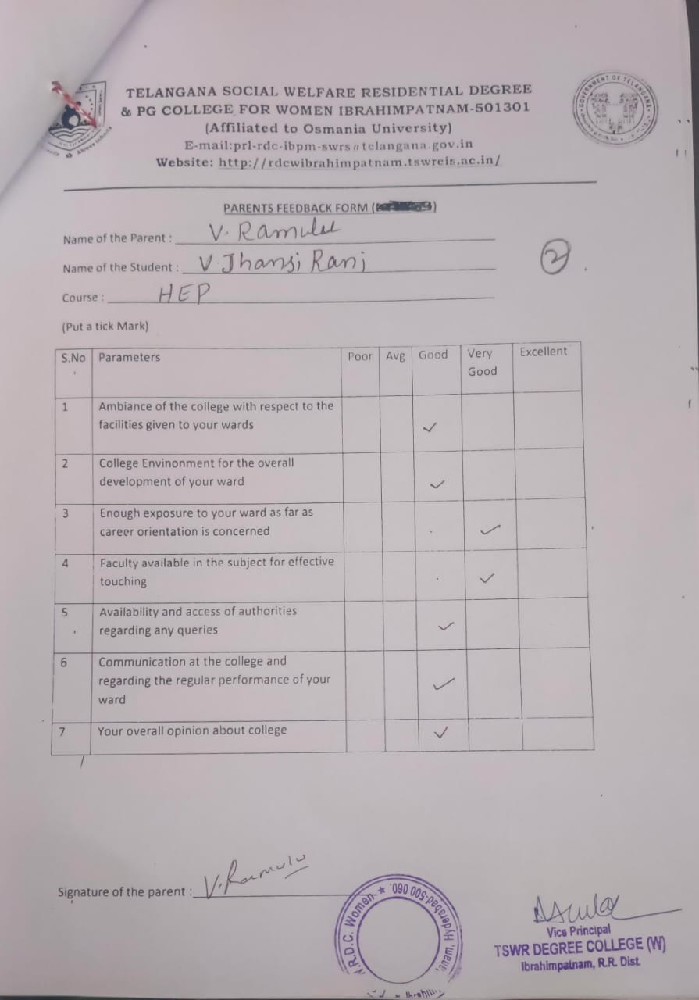 TELANGANA SOCIAL WELFARE RESIDENTIAL DEGREE
& PG COLLEGE FOR WOMEN IBRAHIMPATNAM-501301
(Affiliated to Osmania University)
E-mail:prl-rdc-ibpm-swrs@telangana.gov.in
Website: http://rdcwibrahimpatnam.tswreis.ac.in/
GOVERNMENT OF TELANGANA
PARENTS FEEDBACK FORM ( )
Name of the Parent : V. Ramulu
Name of the Student : V. Jhansi Rani
2
Course : HEP
(Put a tick Mark)
S.No Parameters Poor Avg Good Very Good Excellent
1 Ambiance of the college with respect to the
facilities given to your wards ✓
2 College Envinonment for the overall
development of your ward ✓
3 Enough exposure to your ward as far as
career orientation is concerned ✓
4 Faculty available in the subject for effective
touching ✓
5 Availability and access of authorities
regarding any queries ✓
6 Communication at the college and
regarding the regular performance of your ✓
ward
7 Your overall opinion about college ✓
Signature of the parent : V. Ramulu
.R.D.C. Women * Hyderabad-500 060.
Vice Principal
TSWR DEGREE COLLEGE (W)
Ibrahimpatnam, R.R. Dist.